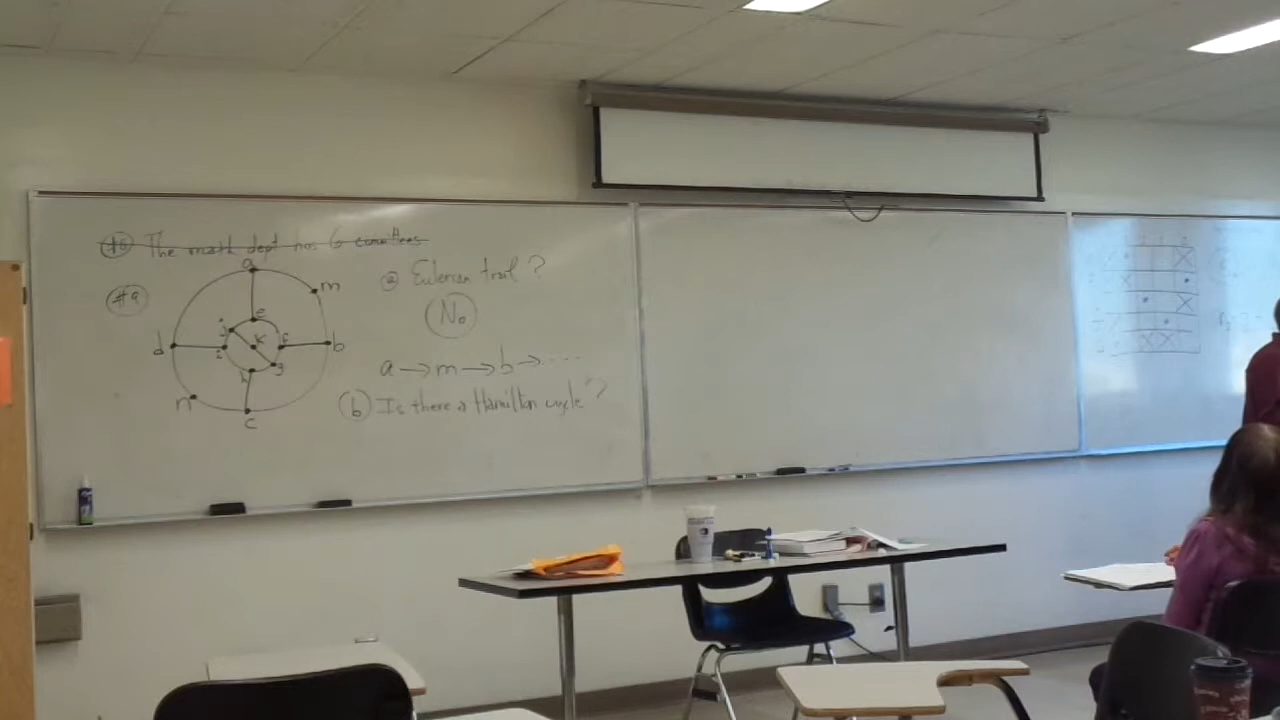 #8 The math dept has 6 committees
#9
a
m
b
c
n
d
e
f
g
h
i
j
k
ⓐ Eulerian trail?
No
a → m → b → ....
ⓑ Is there a Hamilton cycle?